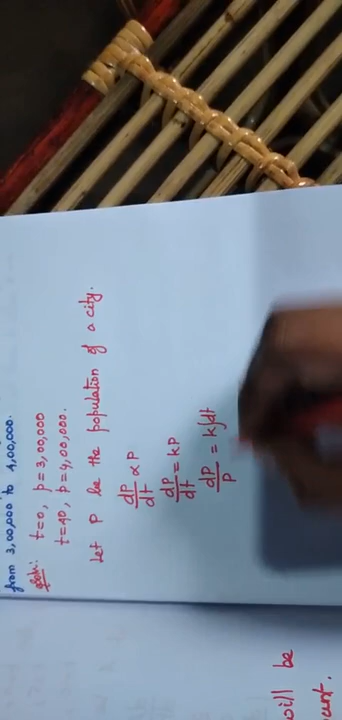 from 3,00,000 to 4,00,000.
Soln: t=0, p=3,00,000
t=40, p=4,00,000.
Let P be the population of a city.
dp/dt ∝ P
dp/dt = kP
dp/P = k∫dt
will be